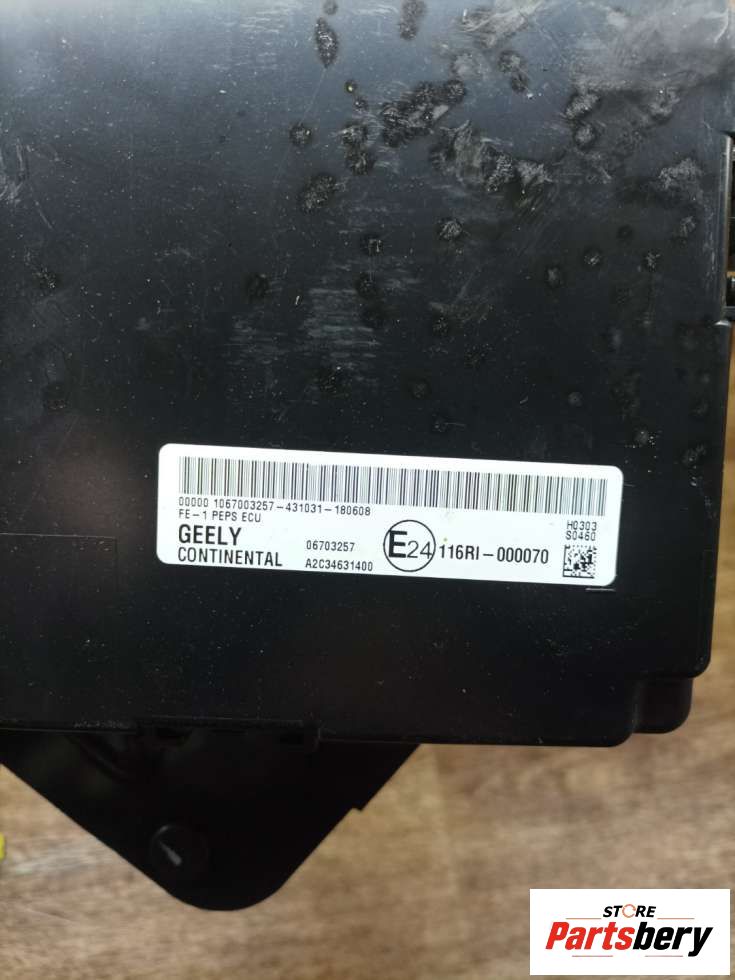 00000 1067003257-431031-180608
FE-1 PEPS ECU
GEELY
CONTINENTAL
06703257
A2C34631400
E24
116RI-000070
H0303
S0460
STORE
Partsbery